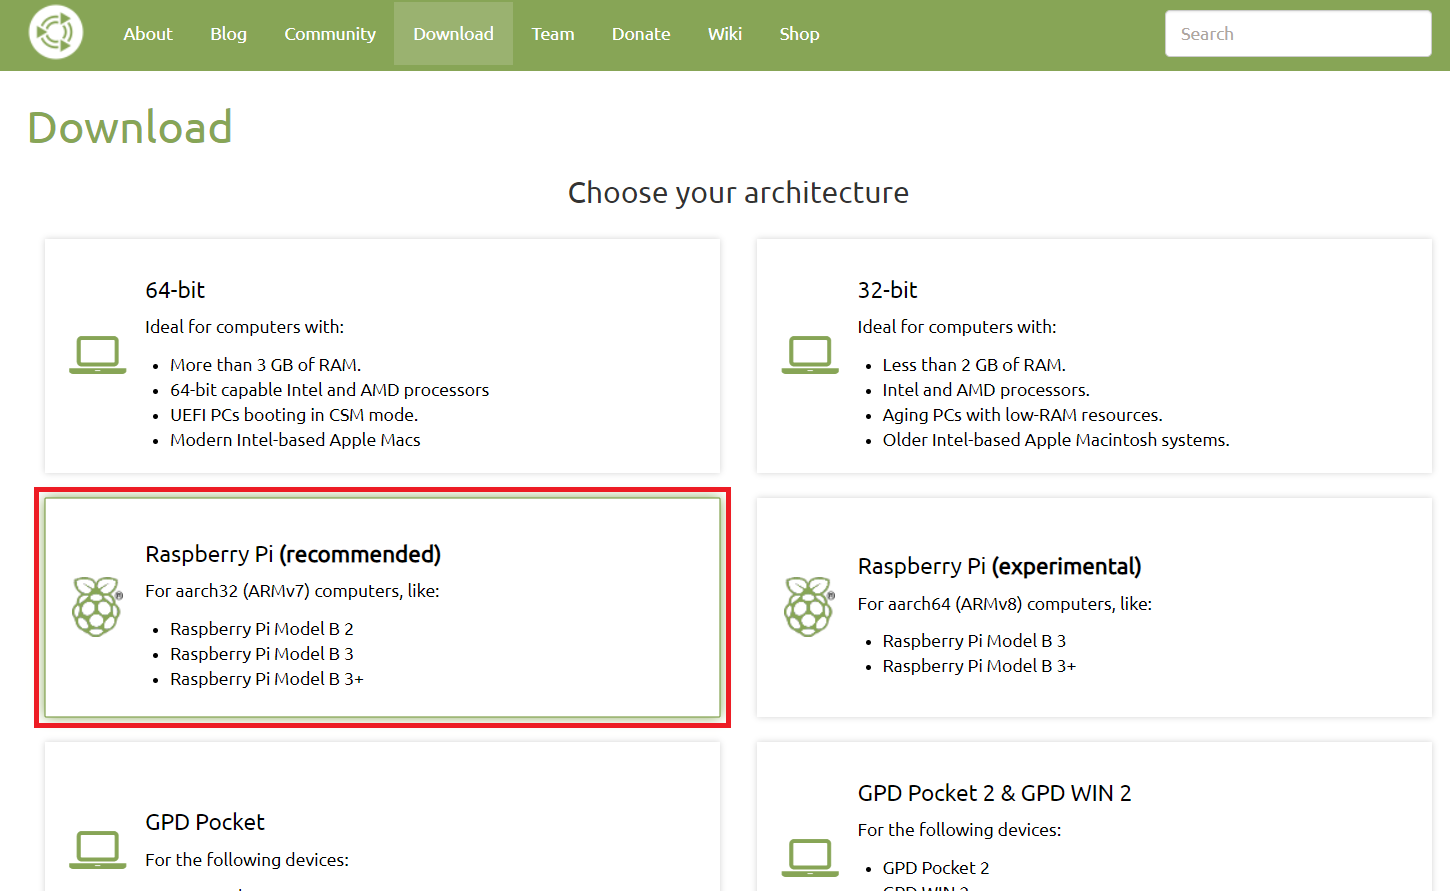 About Blog Community Download Team Donate Wiki Shop Search
Download
Choose your architecture
64-bit
Ideal for computers with:
More than 3 GB of RAM.
64-bit capable Intel and AMD processors
UEFI PCs booting in CSM mode.
Modern Intel-based Apple Macs
32-bit
Ideal for computers with:
Less than 2 GB of RAM.
Intel and AMD processors.
Aging PCs with low-RAM resources.
Older Intel-based Apple Macintosh systems.
Raspberry Pi (recommended)
For aarch32 (ARMv7) computers, like:
Raspberry Pi Model B 2
Raspberry Pi Model B 3
Raspberry Pi Model B 3+
Raspberry Pi (experimental)
For aarch64 (ARMv8) computers, like:
Raspberry Pi Model B 3
Raspberry Pi Model B 3+
GPD Pocket
For the following devices:
GPD Pocket 2 & GPD WIN 2
For the following devices:
GPD Pocket 2
GPD WIN 2